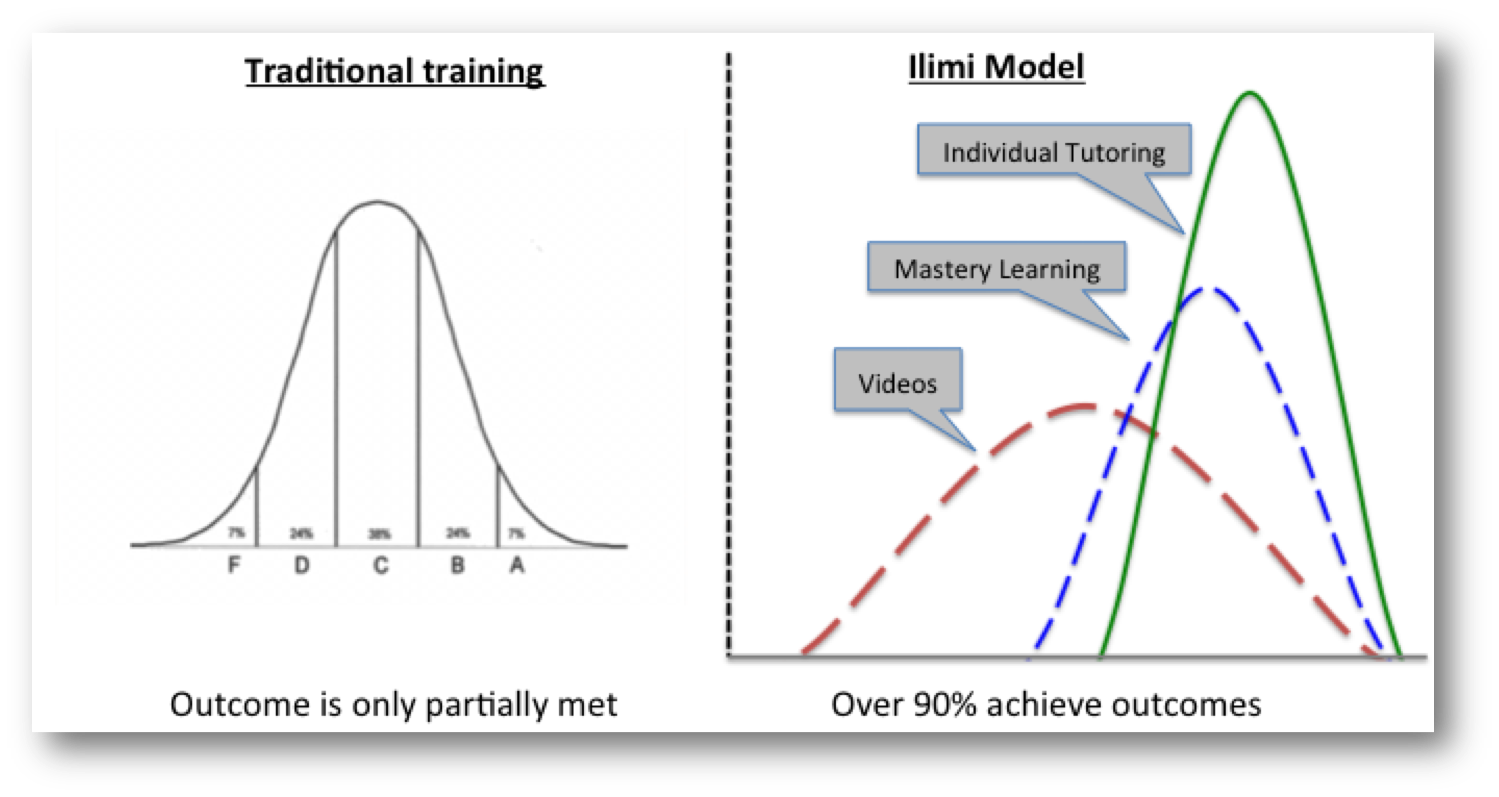 Traditional training
Ilimi Model
Individual Tutoring
Mastery Learning
Videos
7% 24% 38% 24% 7%
F D C B A
Outcome is only partially met
Over 90% achieve outcomes